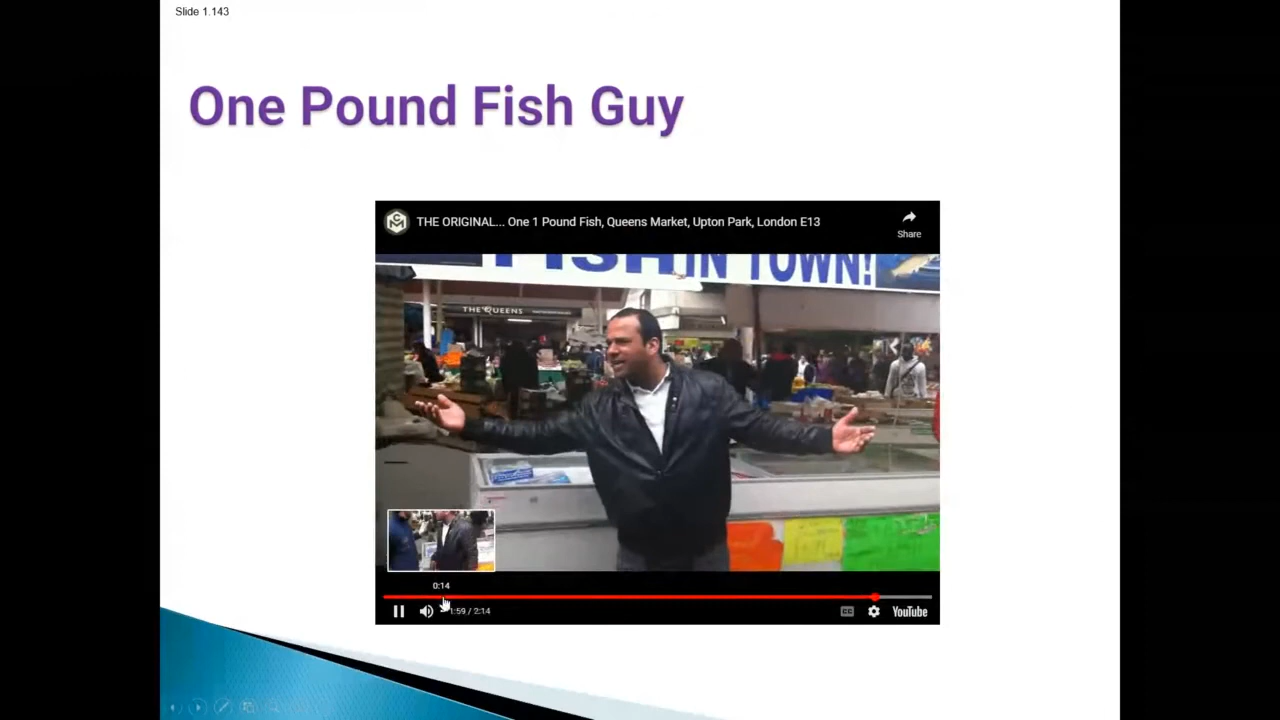 Slide 1.143
One Pound Fish Guy
THE ORIGINAL... One 1 Pound Fish, Queens Market, Upton Park, London E13
Share
FISH IN TOWN!
THE QUEENS
0:14
1:59 / 2:14
CC
YouTube